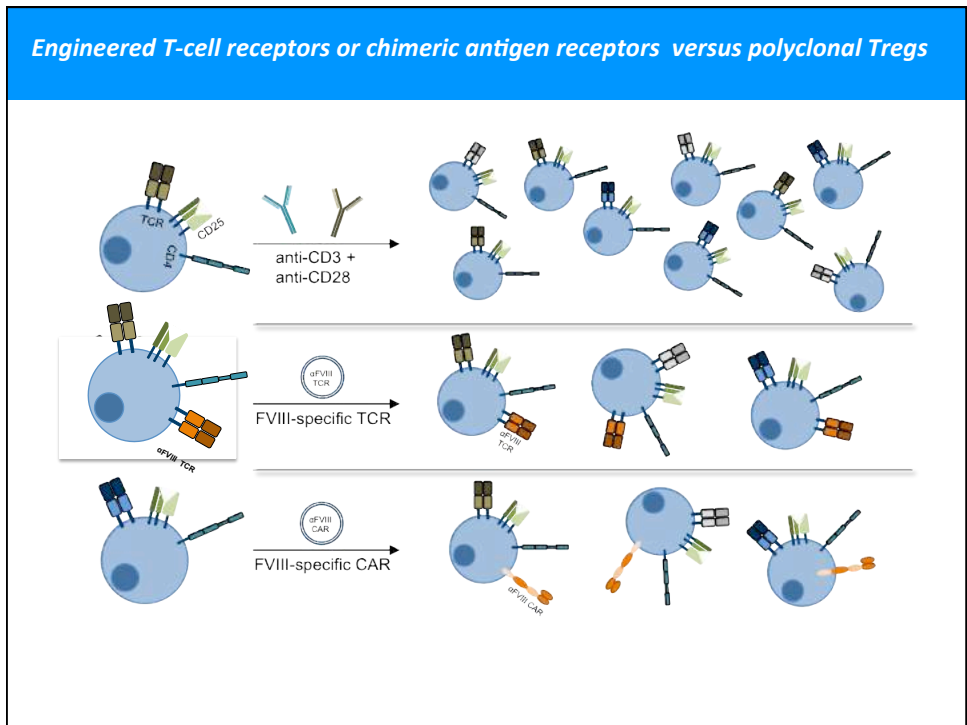 Engineered T-cell receptors or chimeric antigen receptors versus polyclonal Tregs
TCR
CD25
CD4
anti-CD3 +
anti-CD28
αFVIII
TCR
FVIII-specific TCR
αFVIII TCR
αFVIII
TCR
αFVIII
CAR
FVIII-specific CAR
αFVIII CAR